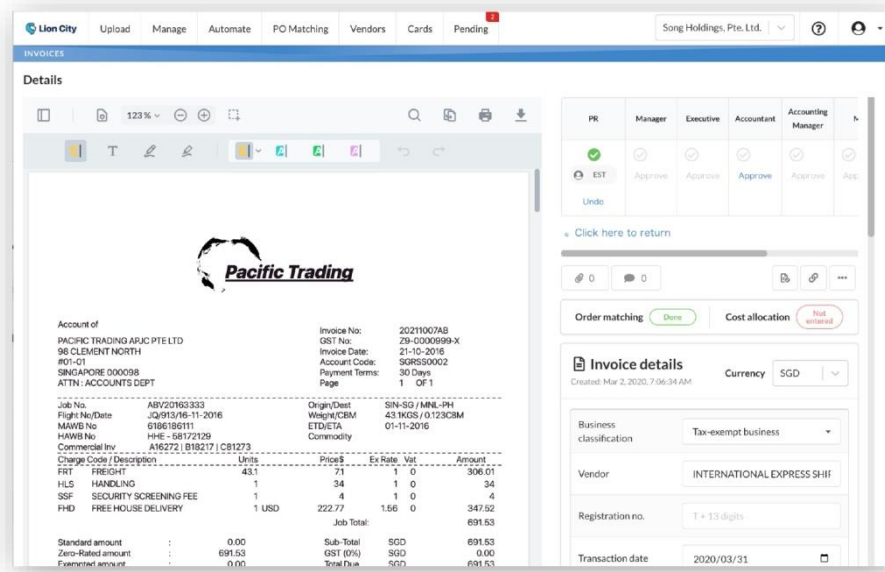 Lion City Upload Manage Automate PO Matching Vendors Cards Pending 2 Song Holdings, Pte. Ltd.
INVOICES
Details
123 %
T
PR Manager Executive Accountant Accounting Manager
EST Approve Approve Approve Approve
Undo
Click here to return
0 0
Order matching Done Cost allocation Not entered
Invoice details
Created: Mar 2, 2020, 7:06:34 AM
Currency SGD
Business classification Tax-exempt business
Vendor INTERNATIONAL EXPRESS SHIF
Registration no. T + 13 digits
Transaction date 2020/03/31
Pacific Trading
Account of
PACIFIC TRADING APJC PTE LTD
98 CLEMENT NORTH
#01-01
SINGAPORE 000098
ATTN : ACCOUNTS DEPT
Invoice No: 20211007AB
GST No: Z9-0000999-X
Invoice Date: 21-10-2016
Account Code: SGRSS0002
Payment Terms: 30 Days
Page 1 OF1
Job No. ABV20163333 Origin/Dest SIN-SG / MNL-PH
Flight No/Date JQ/913/16-11-2016 Weight/CBM 43.1KGS / 0.123CBM
MAWB No 6186186111 ETD/ETA 01-11-2016
HAWB No HHE - 58172129 Commodity
Commercial Inv A16272 | B18217 | C81273
Charge Code / Description Units Price$ Ex Rate Vat Amount
FRT FREIGHT 43.1 7.1 1 0 306.01
HLS HANDLING 1 34 1 0 34
SSF SECURITY SCREENING FEE 1 4 1 0 4
FHD FREE HOUSE DELIVERY 1 USD 222.77 1.56 0 347.52
Job Total: 691.53
Standard amount : 0.00 Sub-Total SGD 691.53
Zero-Rated amount : 691.53 GST (0%) SGD 0.00
Exempted amount : 0.00 Total Due SGD 691.53